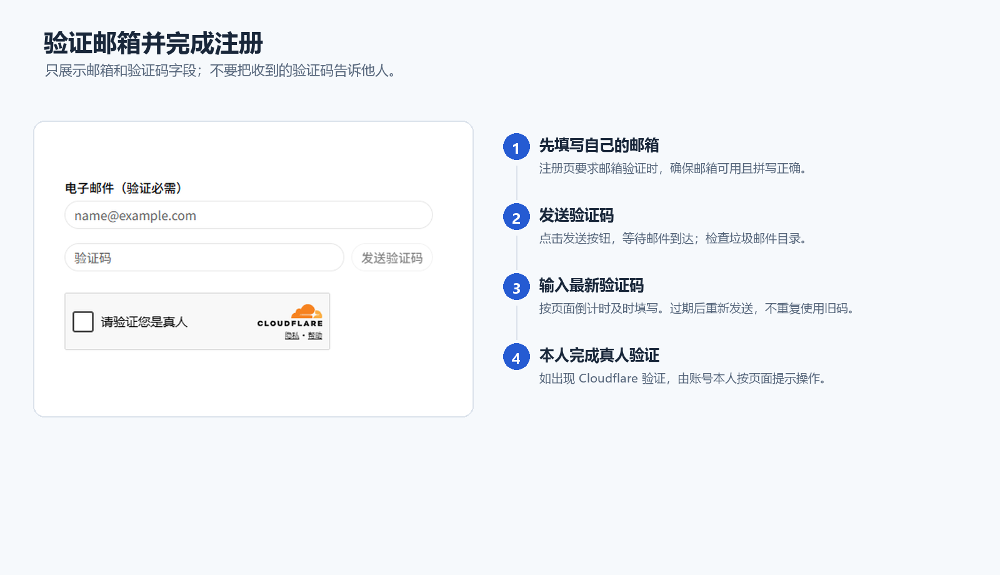 验证邮箱并完成注册
只展示邮箱和验证码字段；不要把收到的验证码告诉他人。
电子邮件（验证必需）
name@example.com
验证码
发送验证码
请验证您是真人
CLOUDFLARE
隐私 • 帮助
1
先填写自己的邮箱
注册页要求邮箱验证时，确保邮箱可用且拼写正确。
2
发送验证码
点击发送按钮，等待邮件到达；检查垃圾邮件目录。
3
输入最新验证码
按页面倒计时及时填写。过期后重新发送，不重复使用旧码。
4
本人完成真人验证
如出现 Cloudflare 验证，由账号本人按页面提示操作。